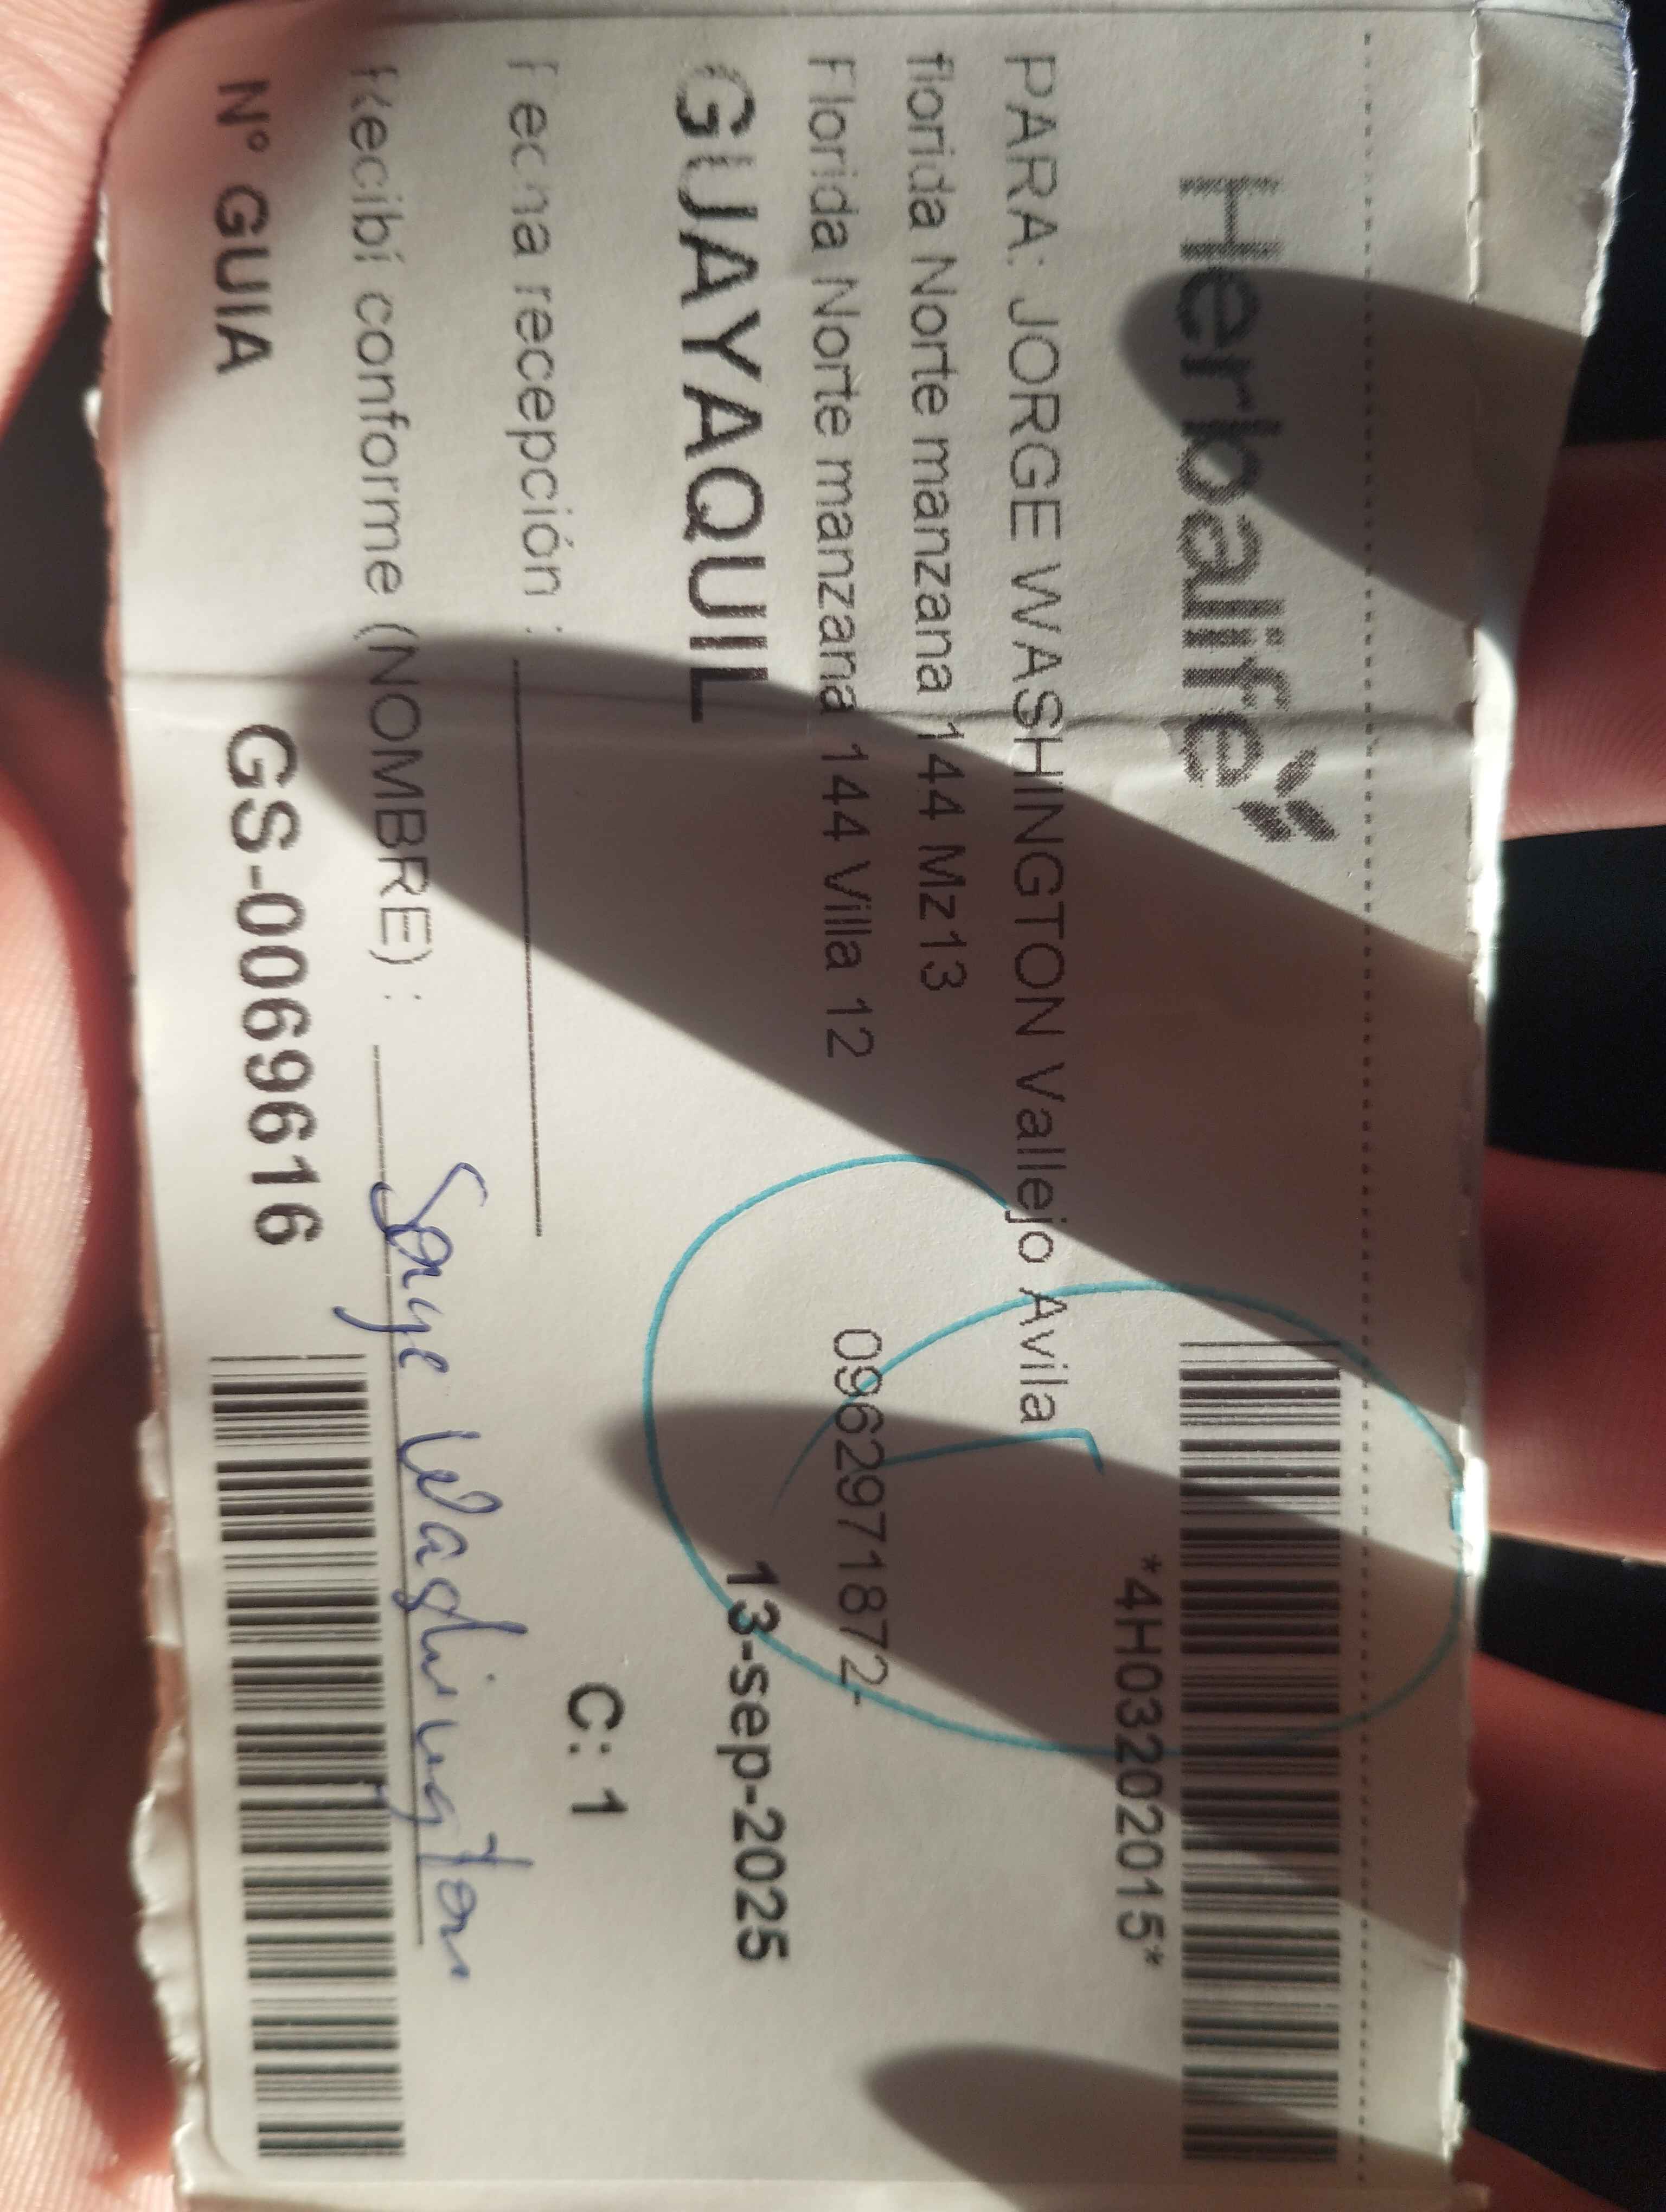 Herbalife
*4H03202015*
PARA: JORGE WASHINGTON Vallejo Avila
florida Norte manzana 144 Mz13
Florida Norte manzana 144 Villa 12 0962971872-
GUAYAQUIL 13-sep-2025
Fecha recepción : C: 1
Recibí conforme (NOMBRE) : Jorge Washington
N° GUIA GS-00696616